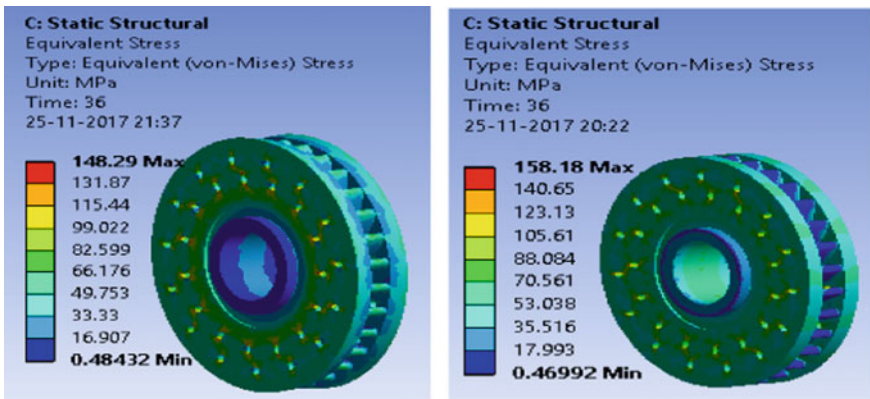 C: Static Structural
Equivalent Stress
Type: Equivalent (von-Mises) Stress
Unit: MPa
Time: 36
25-11-2017 21:37
148.29 Max
131.87
115.44
99.022
82.599
66.176
49.753
33.33
16.907
0.48432 Min
C: Static Structural
Equivalent Stress
Type: Equivalent (von-Mises) Stress
Unit: MPa
Time: 36
25-11-2017 20:22
158.18 Max
140.65
123.13
105.61
88.084
70.561
53.038
35.516
17.993
0.46992 Min